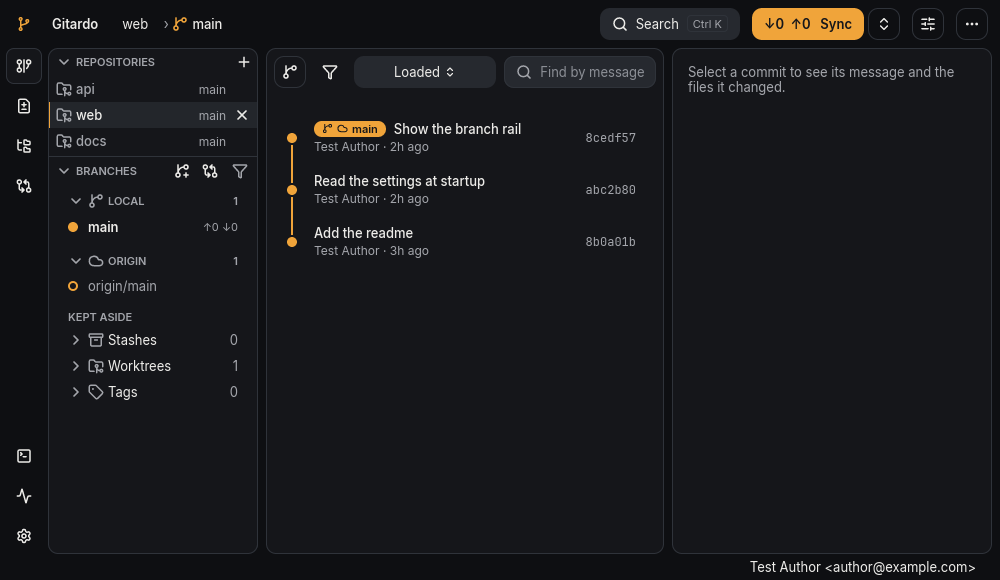 Gitardo web › main Search Ctrl K ↓0 ↑0 Sync
REPOSITORIES
api main
web main
docs main
BRANCHES
LOCAL 1
main ↑0 ↓0
ORIGIN 1
origin/main
KEPT ASIDE
Stashes 0
Worktrees 1
Tags 0
Loaded Find by message
main Show the branch rail 8cedf57
Test Author · 2h ago
Read the settings at startup abc2b80
Test Author · 2h ago
Add the readme 8b0a01b
Test Author · 3h ago
Select a commit to see its message and the
files it changed.
Test Author <author@example.com>